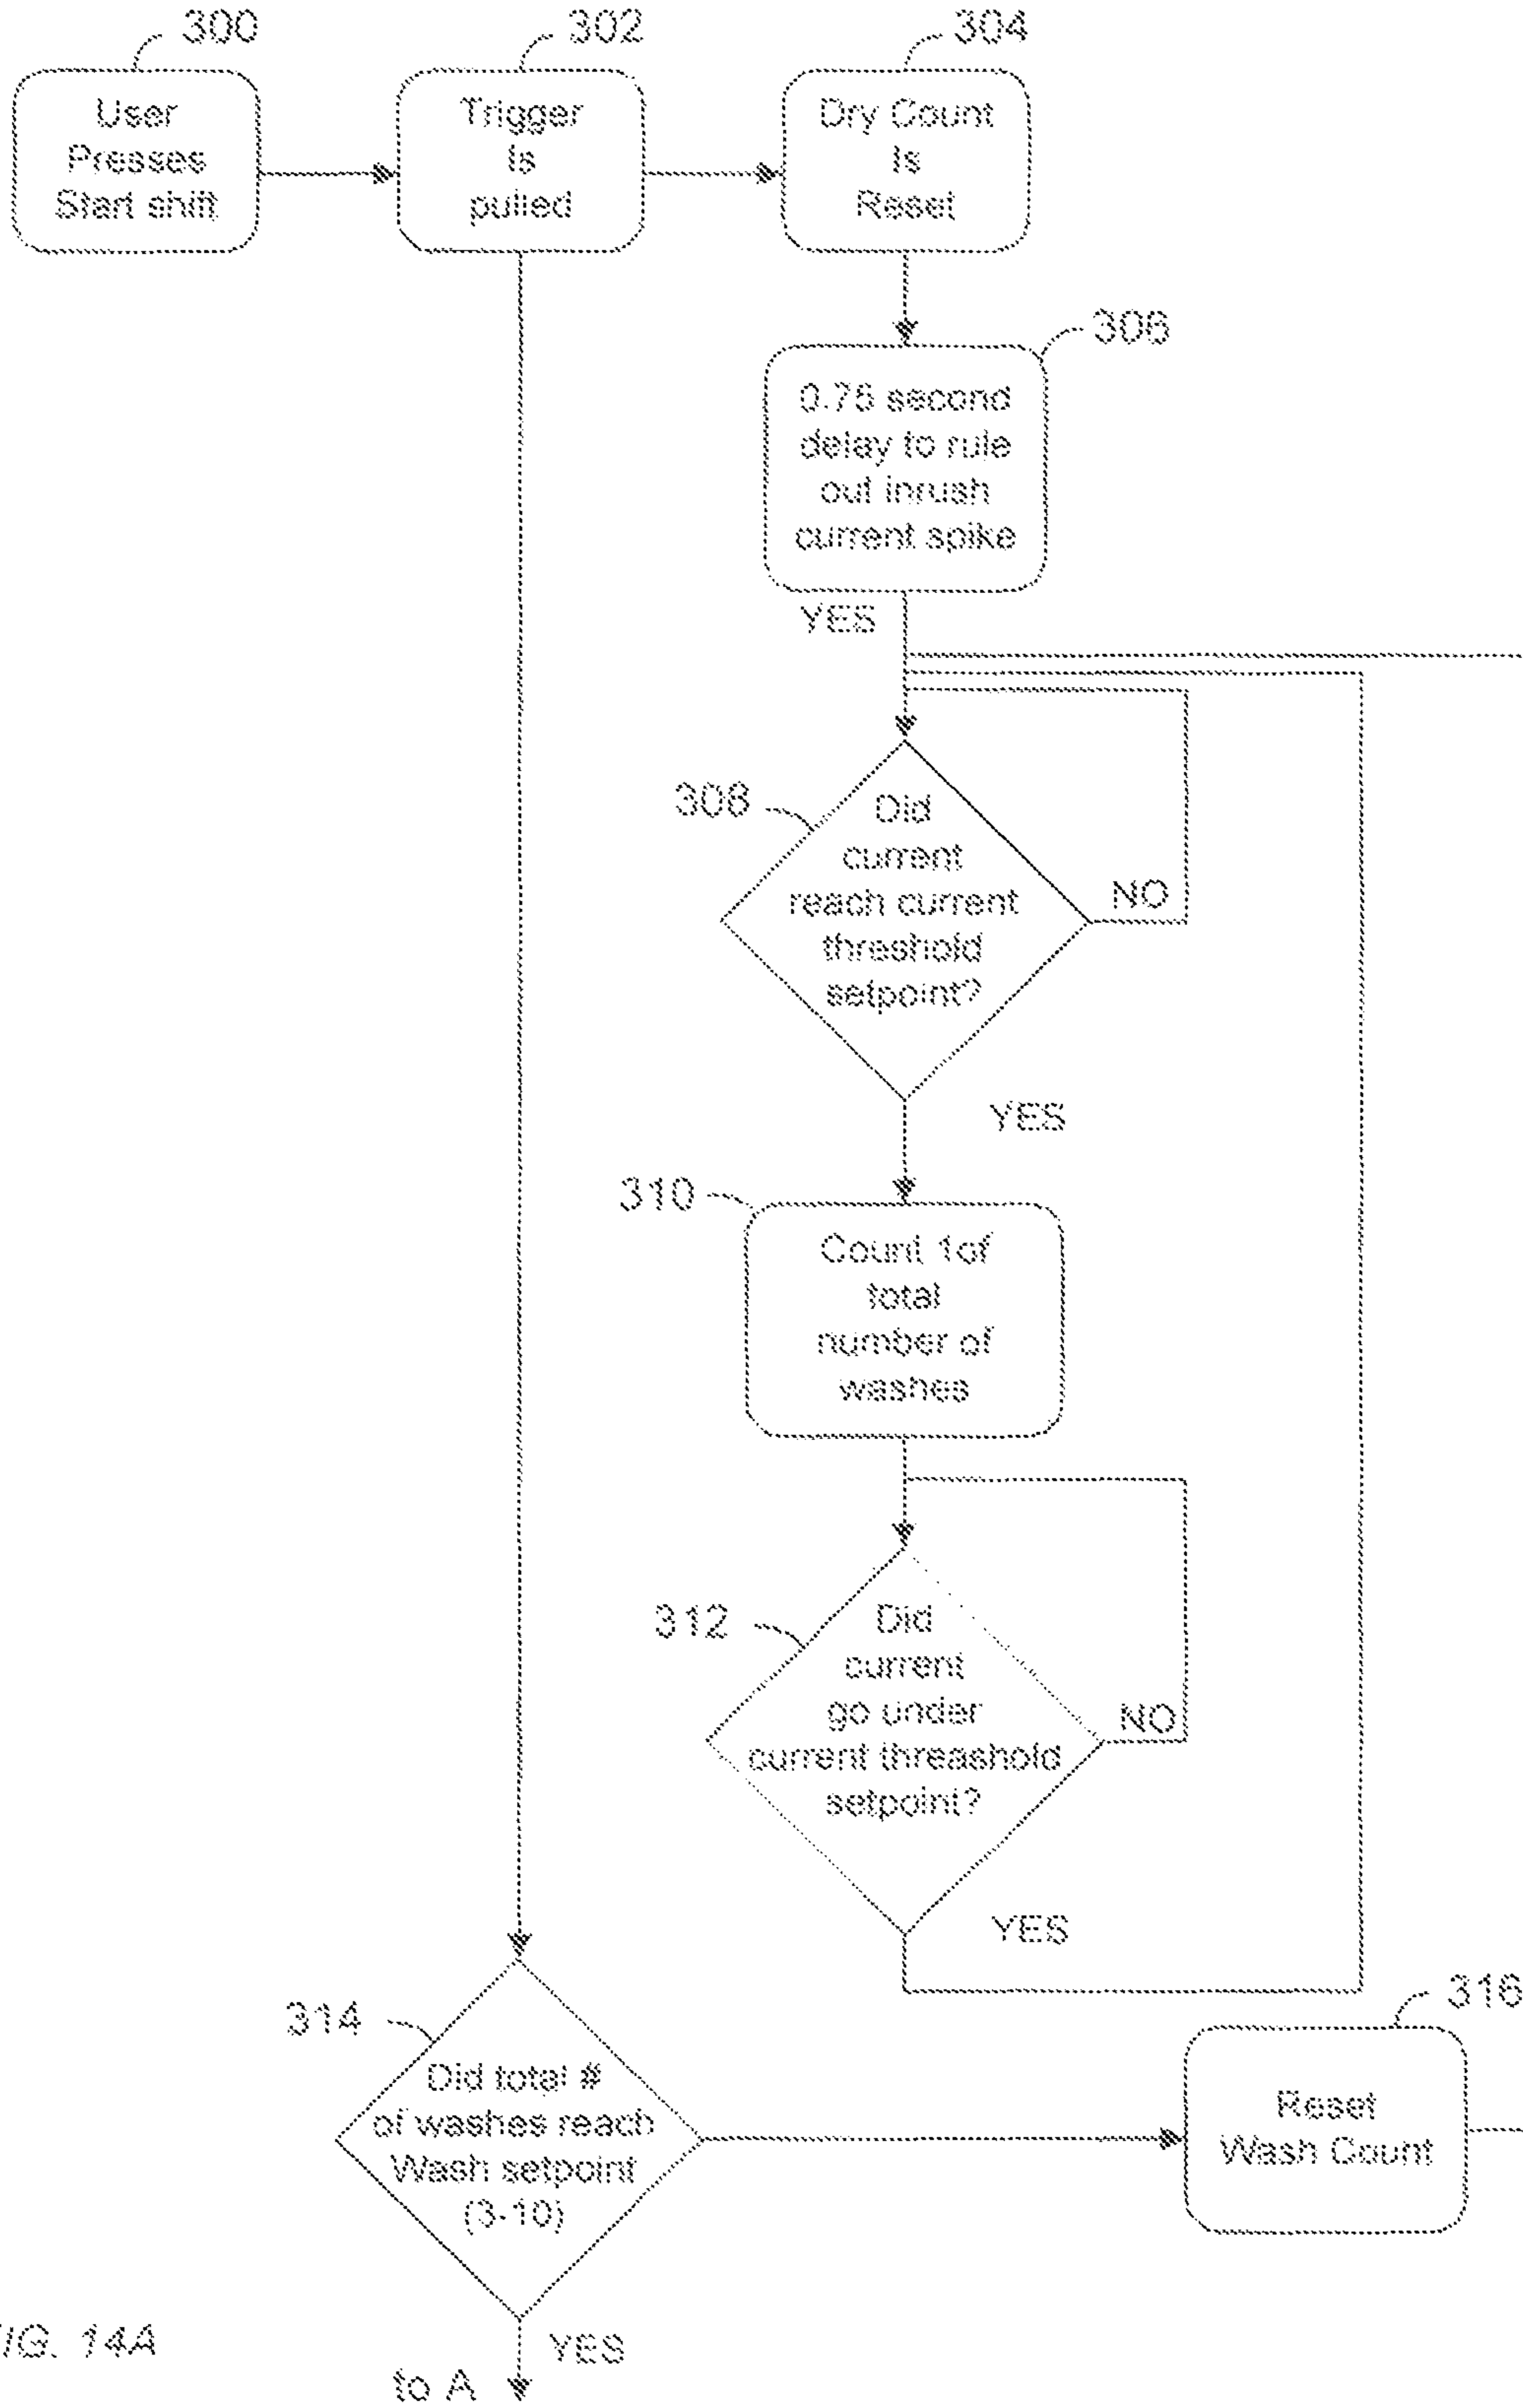 300
302
304
User
Presses
Start shift
Trigger
is
pulled
Dry Count
is
Reset
306
0.75 second
delay to rule
out inrush
current spike
YES
308
Did
current
reach current
threshold
setpoint?
NO
YES
310
Count 1of
total
number of
washes
312
Did
current
go under
current threashold
setpoint?
NO
YES
314
316
Did total #
of washes reach
Wash setpoint
(3-10)
Reset
Wash Count
YES
to A
FIG. 14A